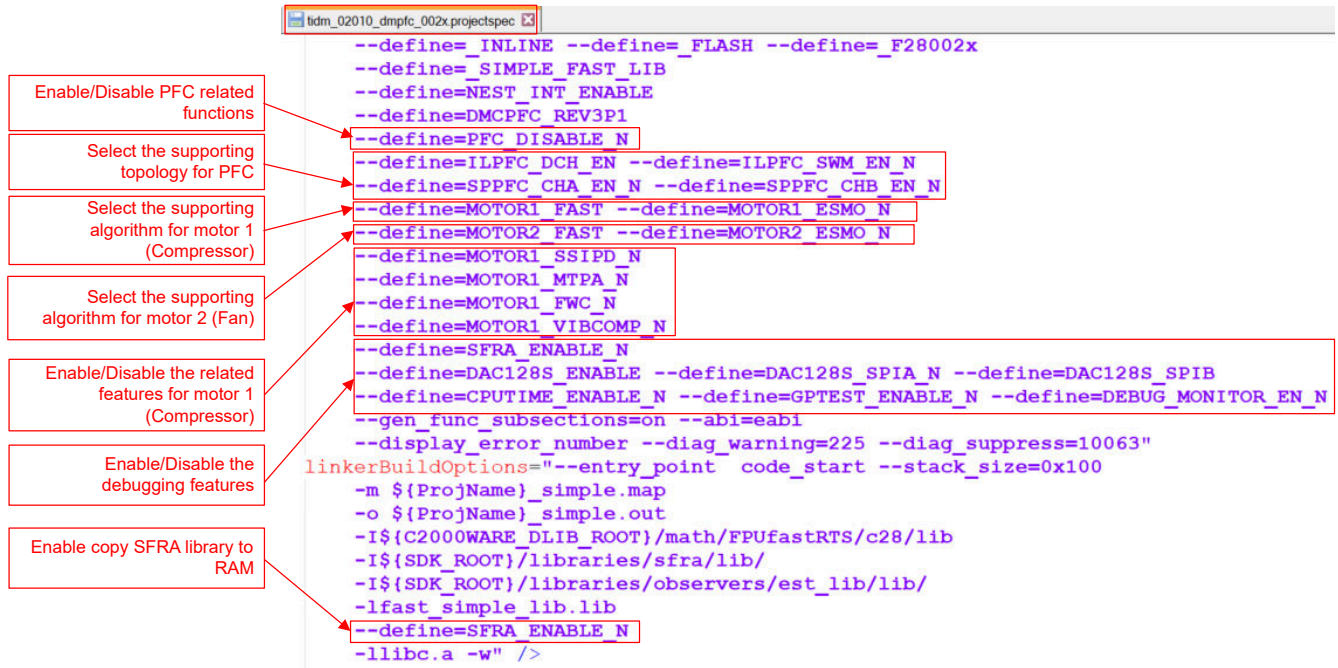 tidm_02010_dmpfc_002x.projectspec
--define=_INLINE --define=_FLASH --define=_F28002x
--define=_SIMPLE_FAST_LIB
--define=NEST_INT_ENABLE
--define=DMCPFC_REV3P1
--define=PFC_DISABLE_N
--define=ILPFC_DCH_EN --define=ILPFC_SWM_EN_N
--define=SPPFC_CHA_EN_N --define=SPPFC_CHB_EN_N
--define=MOTOR1_FAST --define=MOTOR1_ESMO_N
--define=MOTOR2_FAST --define=MOTOR2_ESMO_N
--define=MOTOR1_SSIPD_N
--define=MOTOR1_MTPA_N
--define=MOTOR1_FWC_N
--define=MOTOR1_VIBCOMP_N
--define=SFRA_ENABLE_N
--define=DAC128S_ENABLE --define=DAC128S_SPIA_N --define=DAC128S_SPIB
--define=CPUTIME_ENABLE_N --define=GPTEST_ENABLE_N --define=DEBUG_MONITOR_EN_N
--gen_func_subsections=on --abi=eabi
--display_error_number --diag_warning=225 --diag_suppress=10063"
linkerBuildOptions="--entry_point code_start --stack_size=0x100
-m ${ProjName}_simple.map
-o ${ProjName}_simple.out
-I${C2000WARE_DLIB_ROOT}/math/FPUfastRTS/c28/lib
-I${SDK_ROOT}/libraries/sfra/lib/
-I${SDK_ROOT}/libraries/observers/est_lib/lib/
-lfast_simple_lib.lib
--define=SFRA_ENABLE_N
-llibc.a -w" />
Enable/Disable PFC related
functions
Select the supporting
topology for PFC
Select the supporting
algorithm for motor 1
(Compressor)
Select the supporting
algorithm for motor 2 (Fan)
Enable/Disable the related
features for motor 1
(Compressor)
Enable/Disable the
debugging features
Enable copy SFRA library to
RAM